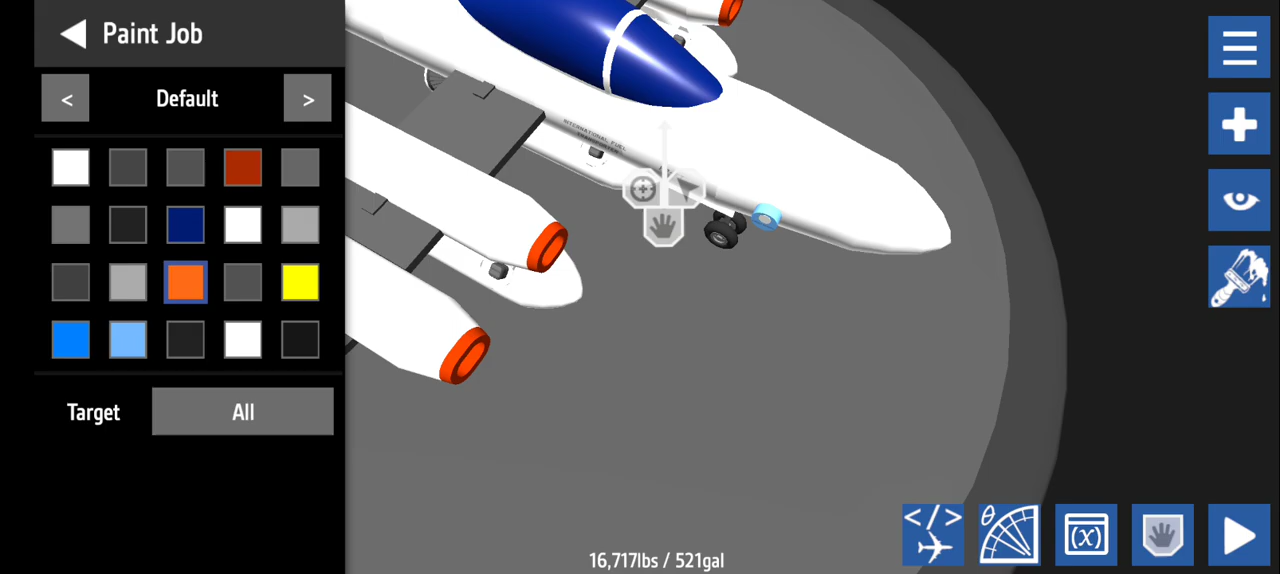 Paint Job
<
Default
>
Target
All
INTERNATIONAL FUEL
16,717lbs / 521gal
</>
θ
(x)